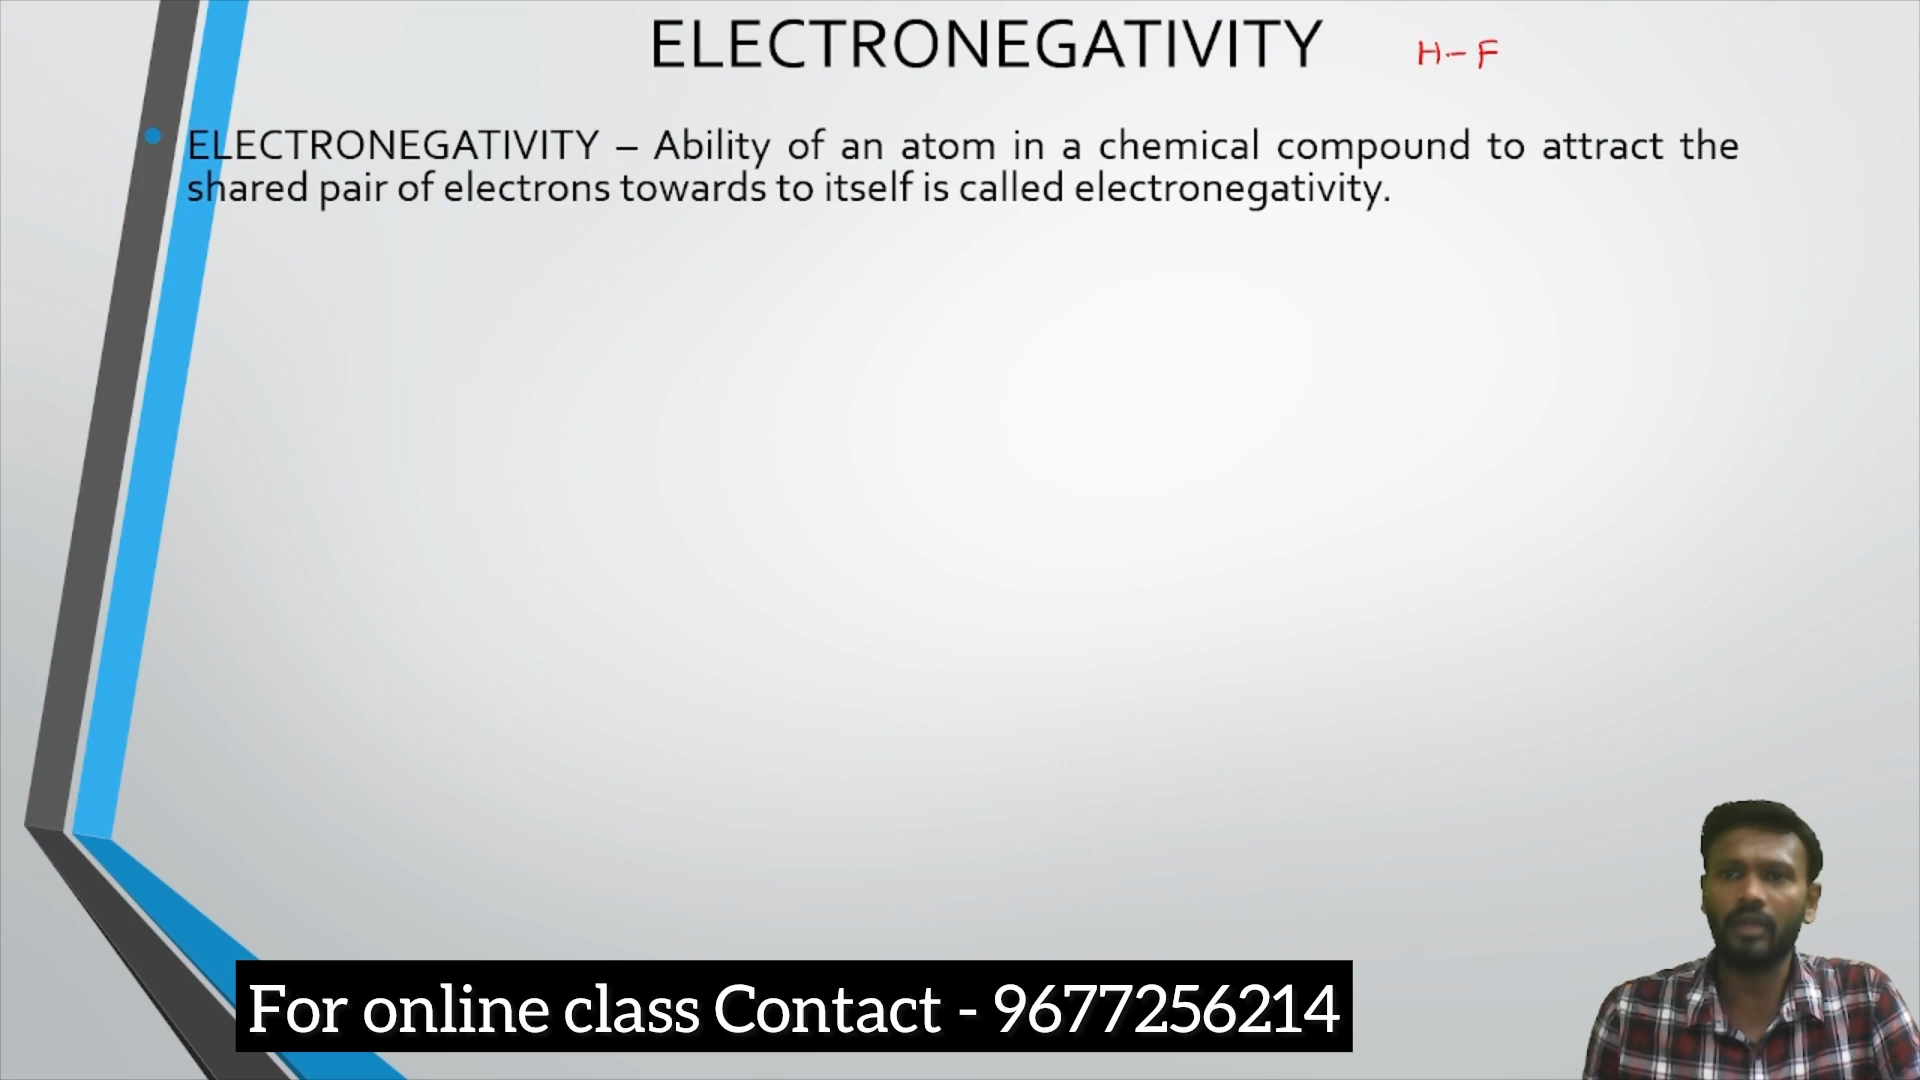 ELECTRONEGATIVITY H-F
• ELECTRONEGATIVITY – Ability of an atom in a chemical compound to attract the
shared pair of electrons towards to itself is called electronegativity.
For online class Contact - 9677256214